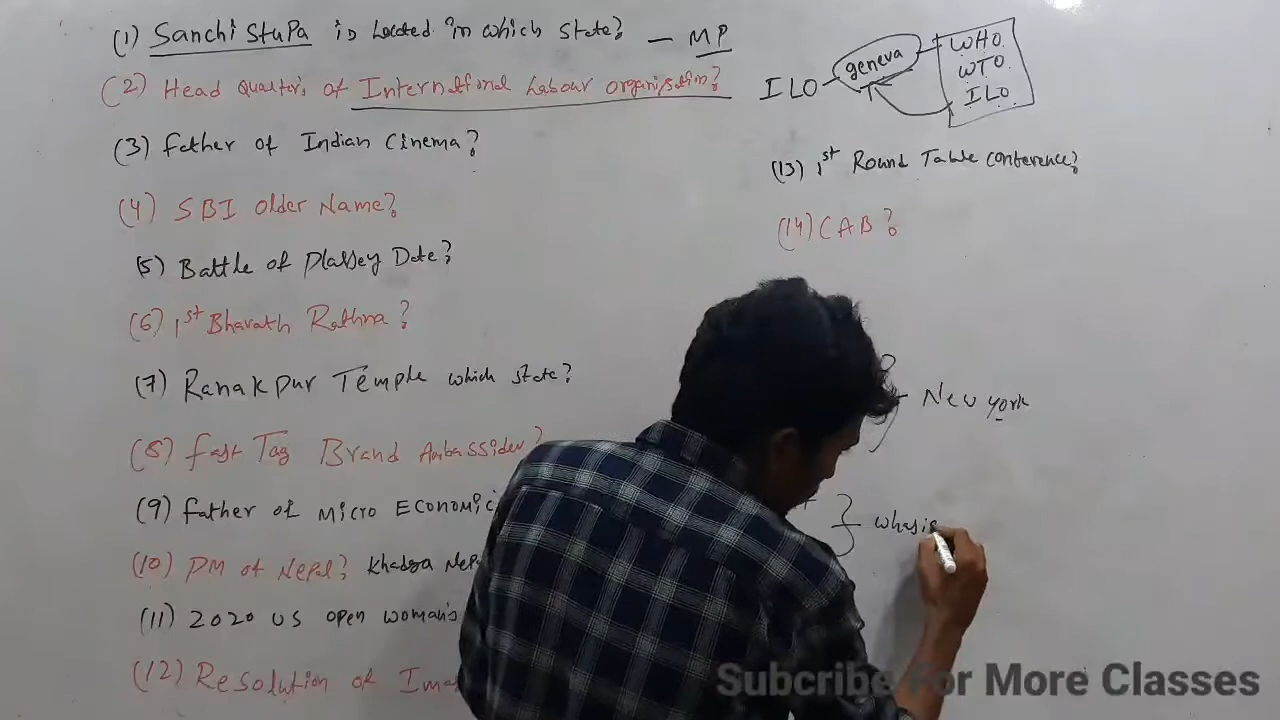 (1) Sanchi StuPa is Located in which State? — MP
(2) Head Quarter's of International Labour organisation?
(3) father of Indian Cinema?
(4) SBI Older Name?
(5) Battle of Plassey Date?
(6) 1st Bharath Rathna?
(7) Ranakpur Temple which state?
(8) fast Tag Brand Ambassider?
(9) father of Micro Economic
(10) PM of Nepal? Khadga Nep
(11) 2020 US open woman's
(12) Resolution of Ima
ILO geneva
WHO
WTO
ILO
(13) 1st Round Table Conference?
(14) CAB?
New york
Whasi
Subcribe For More Classes